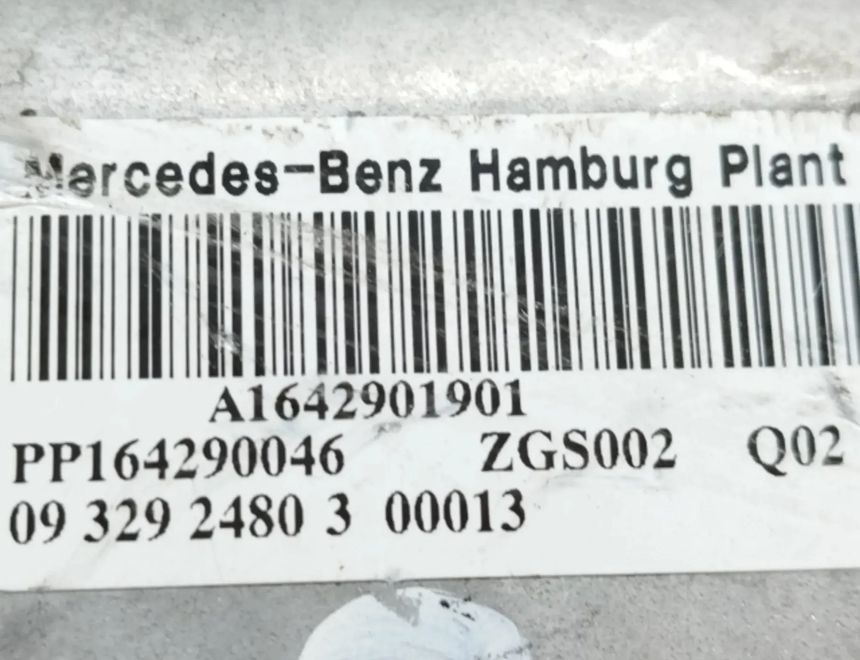 Mercedes-Benz Hamburg Plant
A1642901901
PP164290046 ZGS002 Q02
09 329 2480 3 00013